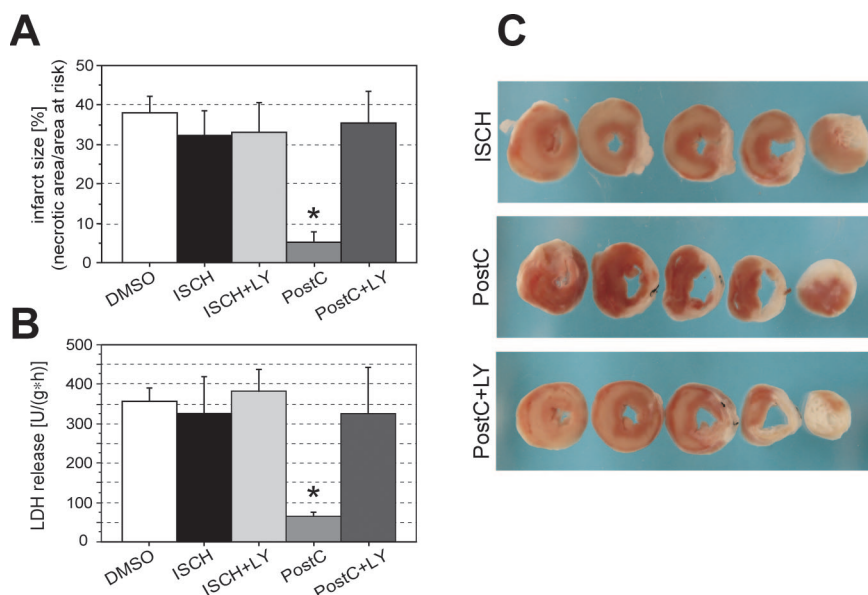 A
infarct size [%]
(necrotic area/area at risk)
50
40
30
20
10
0
*
DMSO
ISCH
ISCH+LY
PostC
PostC+LY
B
LDH release [U/(g*h)]
500
400
300
200
100
0
*
DMSO
ISCH
ISCH+LY
PostC
PostC+LY
C
ISCH
PostC
PostC+LY